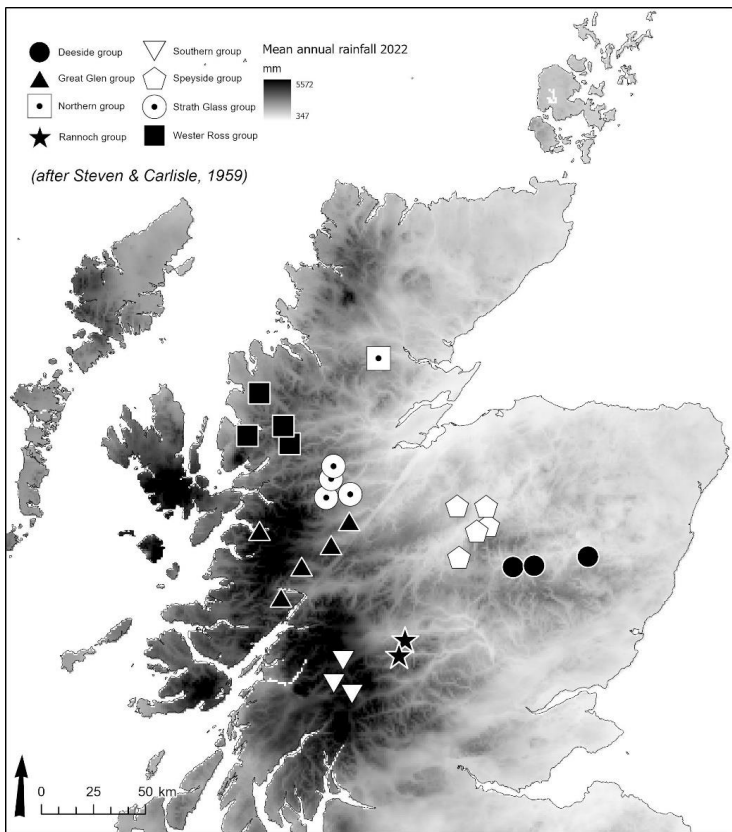 Deeside group
Southern group
Mean annual rainfall 2022
Great Glen group
Speyside group
mm
5572
Northern group
Strath Glass group
347
Rannoch group
Wester Ross group
(after Steven & Carlisle, 1959)
0 25 50 km